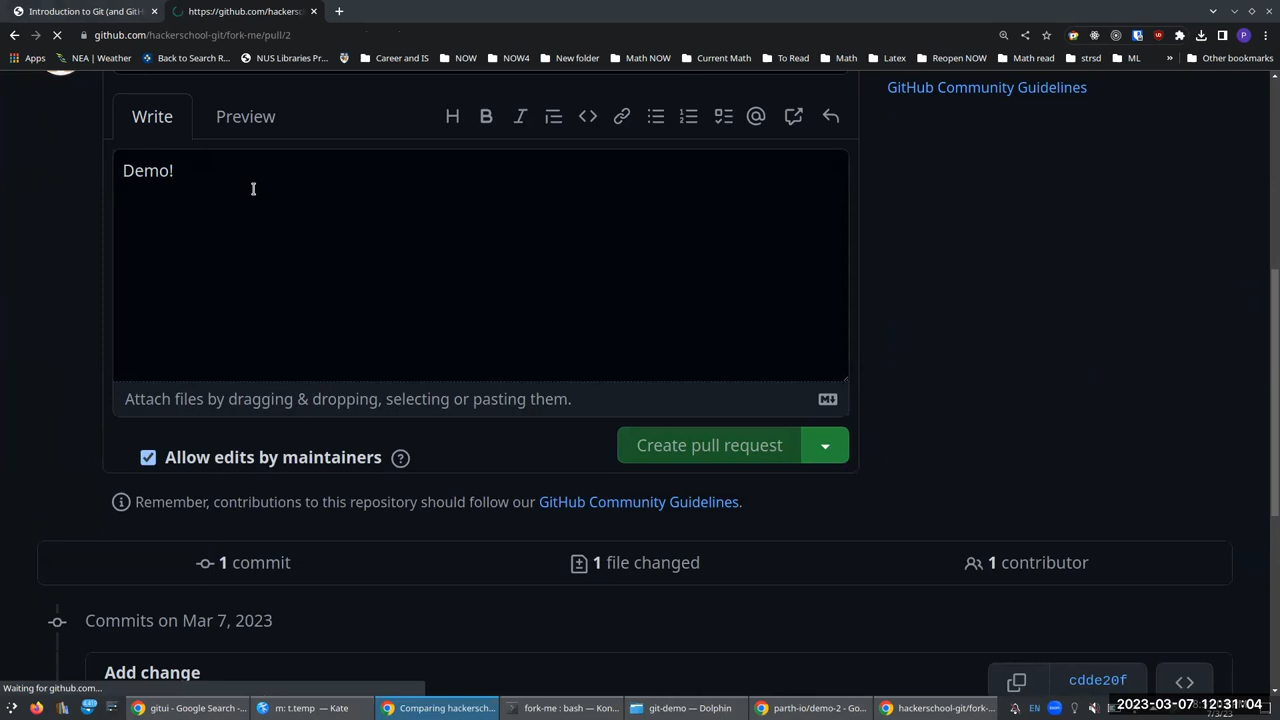 Introduction to Git (and GitH
https://github.com/hackersc
github.com/hackerschool-git/fork-me/pull/2
Apps NEA | Weather Back to Search R... NUS Libraries Pr... Career and IS NOW NOW4 New folder Math NOW Current Math To Read Math Latex Reopen NOW Math read strsd ML » Other bookmarks
GitHub Community Guidelines
Write Preview
Demo!
Attach files by dragging & dropping, selecting or pasting them.
Create pull request
Allow edits by maintainers
Remember, contributions to this repository should follow our GitHub Community Guidelines.
1 commit 1 file changed 1 contributor
Commits on Mar 7, 2023
Add change
cdde20f
Waiting for github.com...
gitui - Google Search -... m: t.temp — Kate Comparing hackersch... fork-me : bash — Kon... git-demo — Dolphin parth-io/demo-2 - Go... hackerschool-git/fork-... EN
2023-03-07 12:31:04
7/3/23